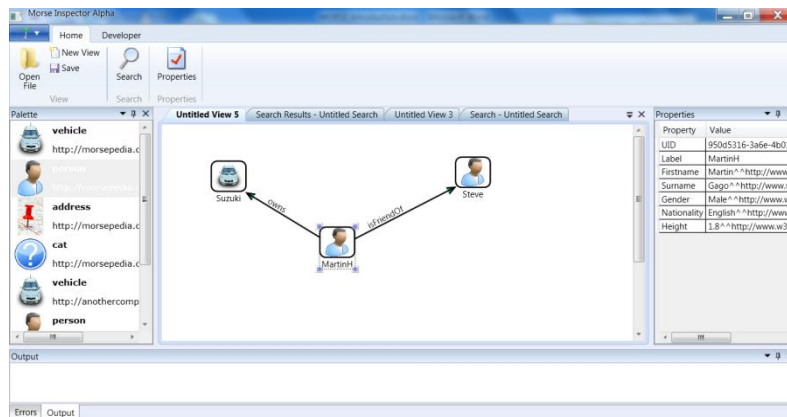 Morse Inspector Alpha
Home Developer
Open File
New View
Save
Search
Properties
View Search Properties
Palette
Untitled View 5 Search Results - Untitled Search Untitled View 3 Search - Untitled Search
Properties
vehicle
http://morsepedia.c
person
address
http://morsepedia.c
cat
http://morsepedia.c
vehicle
http://anothercomp
person
Suzuki
owns
isFriendOf
Steve
MartinH
Property Value
UID 950d5316-3a6e-4b0
Label MartinH
Firstname Martin^^http://www
Surname Gago^^http://www.
Gender Male^^http://www.w
Nationality English^^http://www
Height 1.8^^http://www.w3
Output
Errors Output